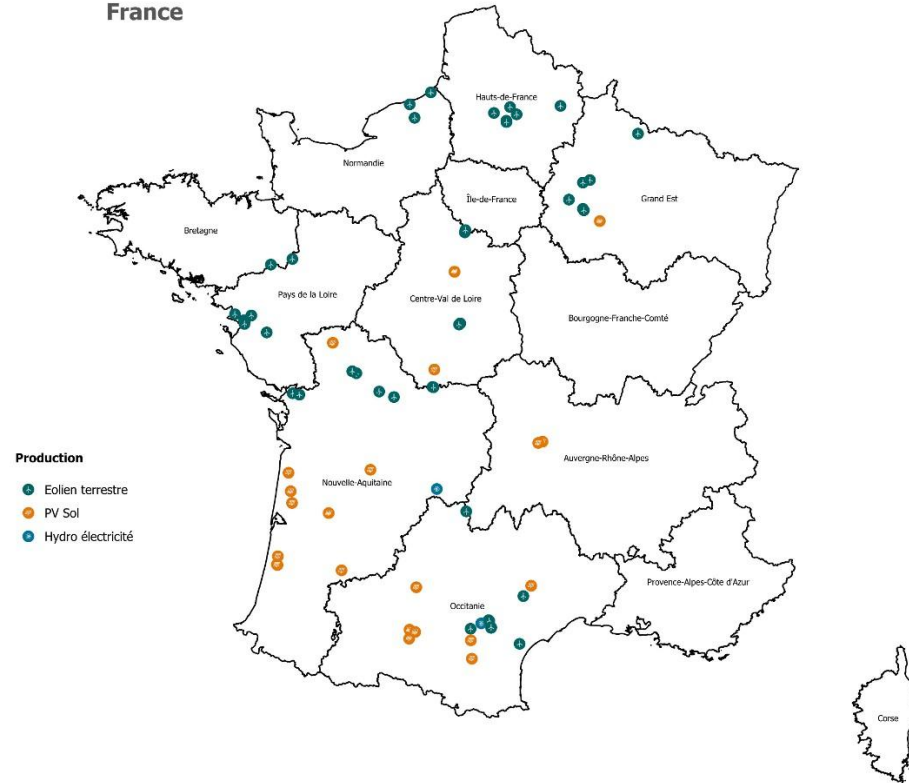 France
Hauts-de-France
Normandie
Île-de-France
Grand Est
Bretagne
Pays de la Loire
Centre-Val de Loire
Bourgogne-Franche-Comté
Production
Eolien terrestre
PV Sol
Hydro électricité
Auvergne-Rhône-Alpes
Nouvelle-Aquitaine
Provence-Alpes-Côte d'Azur
Occitanie
Corse